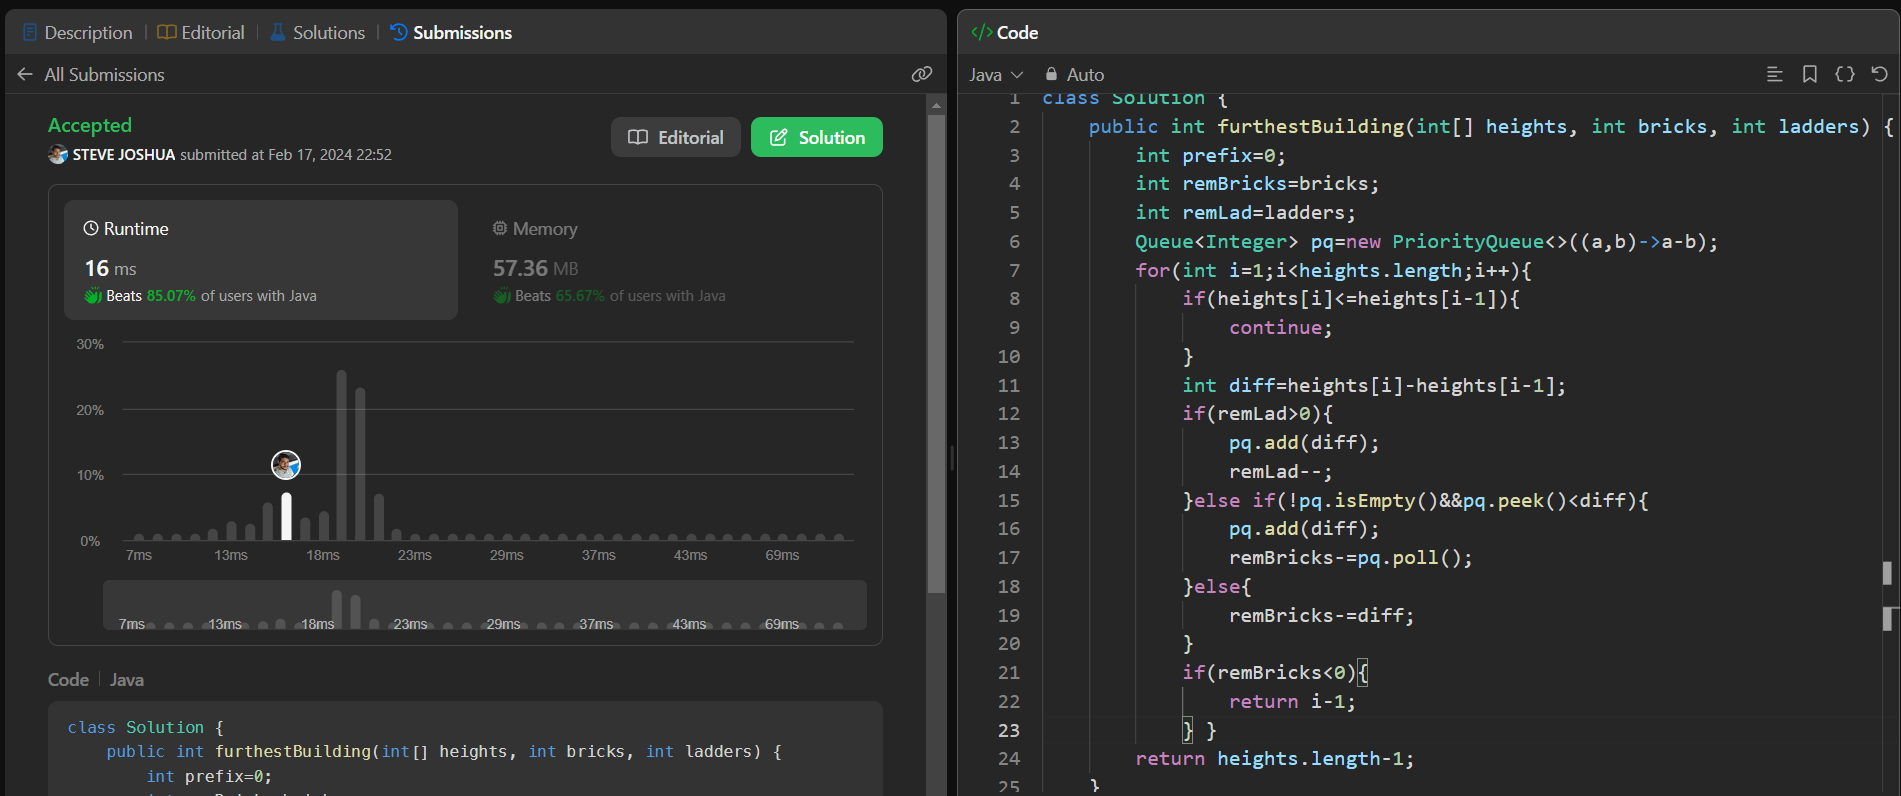 Description | Editorial | Solutions | Submissions
All Submissions
Accepted
STEVE JOSHUA submitted at Feb 17, 2024 22:52
Editorial
Solution
Runtime
16 ms
Beats 85.07% of users with Java
Memory
57.36 MB
Beats 65.67% of users with Java
30%
20%
10%
0%
7ms 13ms 18ms 23ms 29ms 37ms 43ms 69ms
7ms 13ms 18ms 23ms 29ms 37ms 43ms 69ms
Code | Java
class Solution {
public int furthestBuilding(int[] heights, int bricks, int ladders) {
int prefix=0;
</> Code
Java Auto
1 class Solution {
2 public int furthestBuilding(int[] heights, int bricks, int ladders) {
3 int prefix=0;
4 int remBricks=bricks;
5 int remLad=ladders;
6 Queue<Integer> pq=new PriorityQueue<>((a,b)->a-b);
7 for(int i=1;i<heights.length;i++){
8 if(heights[i]<=heights[i-1]){
9 continue;
10 }
11 int diff=heights[i]-heights[i-1];
12 if(remLad>0){
13 pq.add(diff);
14 remLad--;
15 }else if(!pq.isEmpty()&&pq.peek()<diff){
16 pq.add(diff);
17 remBricks-=pq.poll();
18 }else{
19 remBricks-=diff;
20 }
21 if(remBricks<0){
22 return i-1;
23 } }
24 return heights.length-1;
25 }